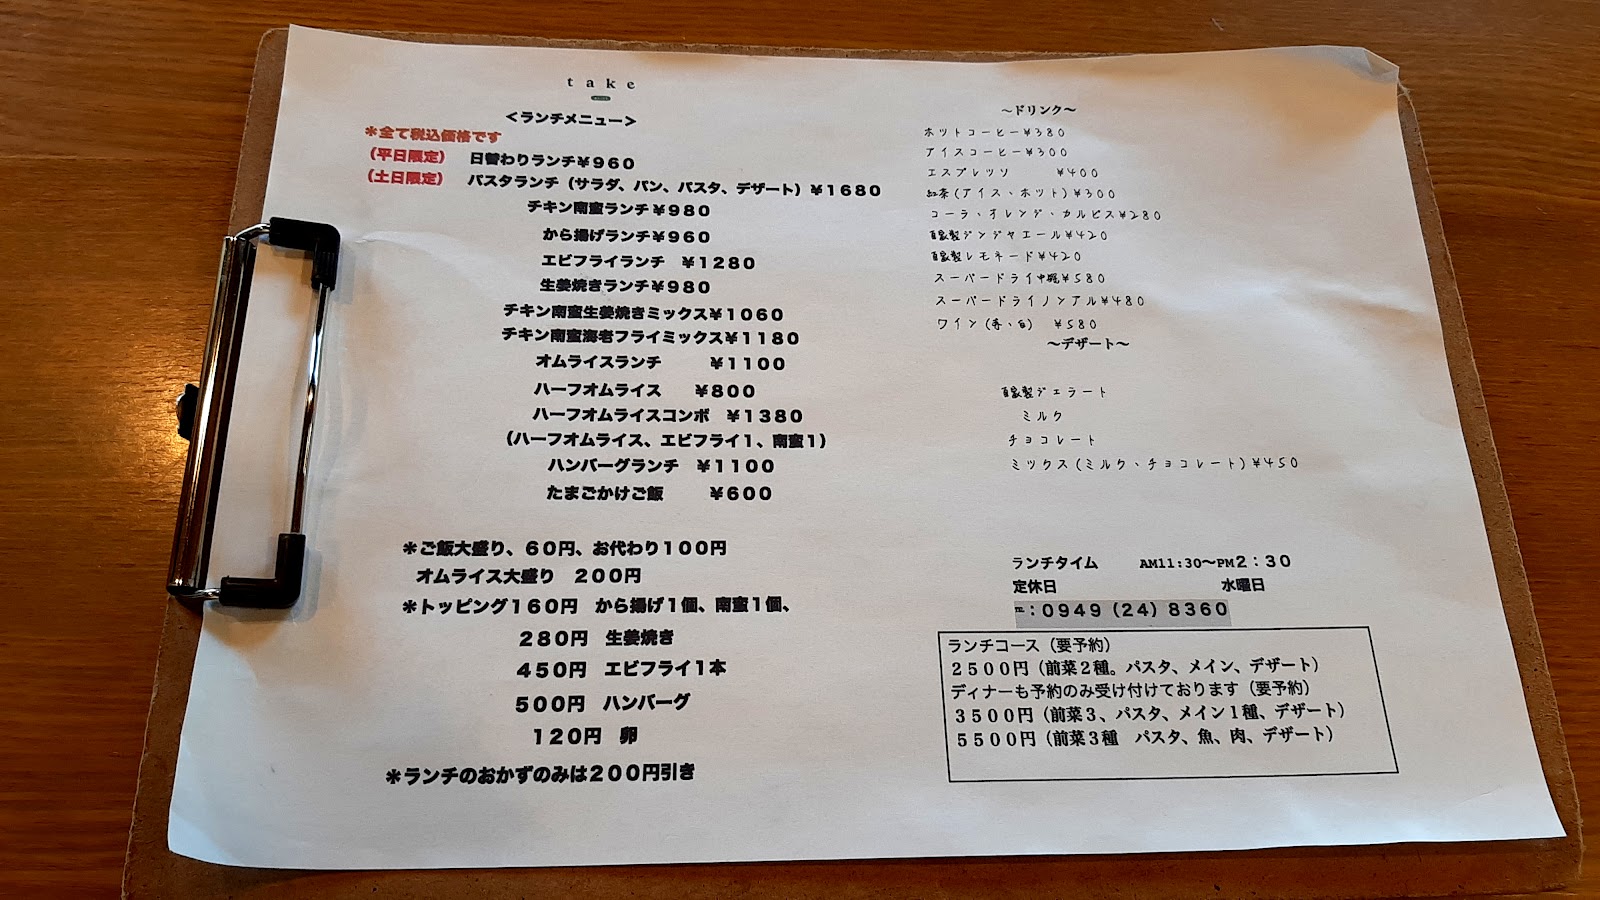 take
＜ランチメニュー＞
＊全て税込価格です
（平日限定） 日替わりランチ￥960
（土日限定） パスタランチ（サラダ、パン、パスタ、デザート）￥1680
チキン南蛮ランチ￥980
から揚げランチ￥960
エビフライランチ ￥1280
生姜焼きランチ￥980
チキン南蛮生姜焼きミックス￥1060
チキン南蛮海老フライミックス￥1180
オムライスランチ ￥1100
ハーフオムライス ￥800
ハーフオムライスコンボ ￥1380
（ハーフオムライス、エビフライ1、南蛮1）
ハンバーグランチ ￥1100
たまごかけご飯 ￥600
＊ご飯大盛り、60円、お代わり100円
オムライス大盛り 200円
＊トッピング160円 から揚げ1個、南蛮1個、
280円 生姜焼き
450円 エビフライ1本
500円 ハンバーグ
120円 卵
＊ランチのおかずのみは200円引き
～ドリンク～
ホットコーヒー￥380
アイスコーヒー￥300
エスプレッソ ￥400
紅茶(アイス、ホット)￥300
コーラ・オレンジ・カルピス￥280
自家製ジンジャエール￥420
自家製レモネード￥420
スーパードライ中瓶￥580
スーパードライノンアル￥480
ワイン(赤、白) ￥580
～デザート～
自家製ジェラート
ミルク
チョコレート
ミックス(ミルク、チョコレート)￥450
ランチタイム AM11:30～PM2：30
定休日 水曜日
℡：0949（24）8360
ランチコース（要予約）
2500円（前菜2種。パスタ、メイン、デザート）
ディナーも予約のみ受け付けております（要予約）
3500円（前菜3、パスタ、メイン1種、デザート）
5500円（前菜3種 パスタ、魚、肉、デザート）